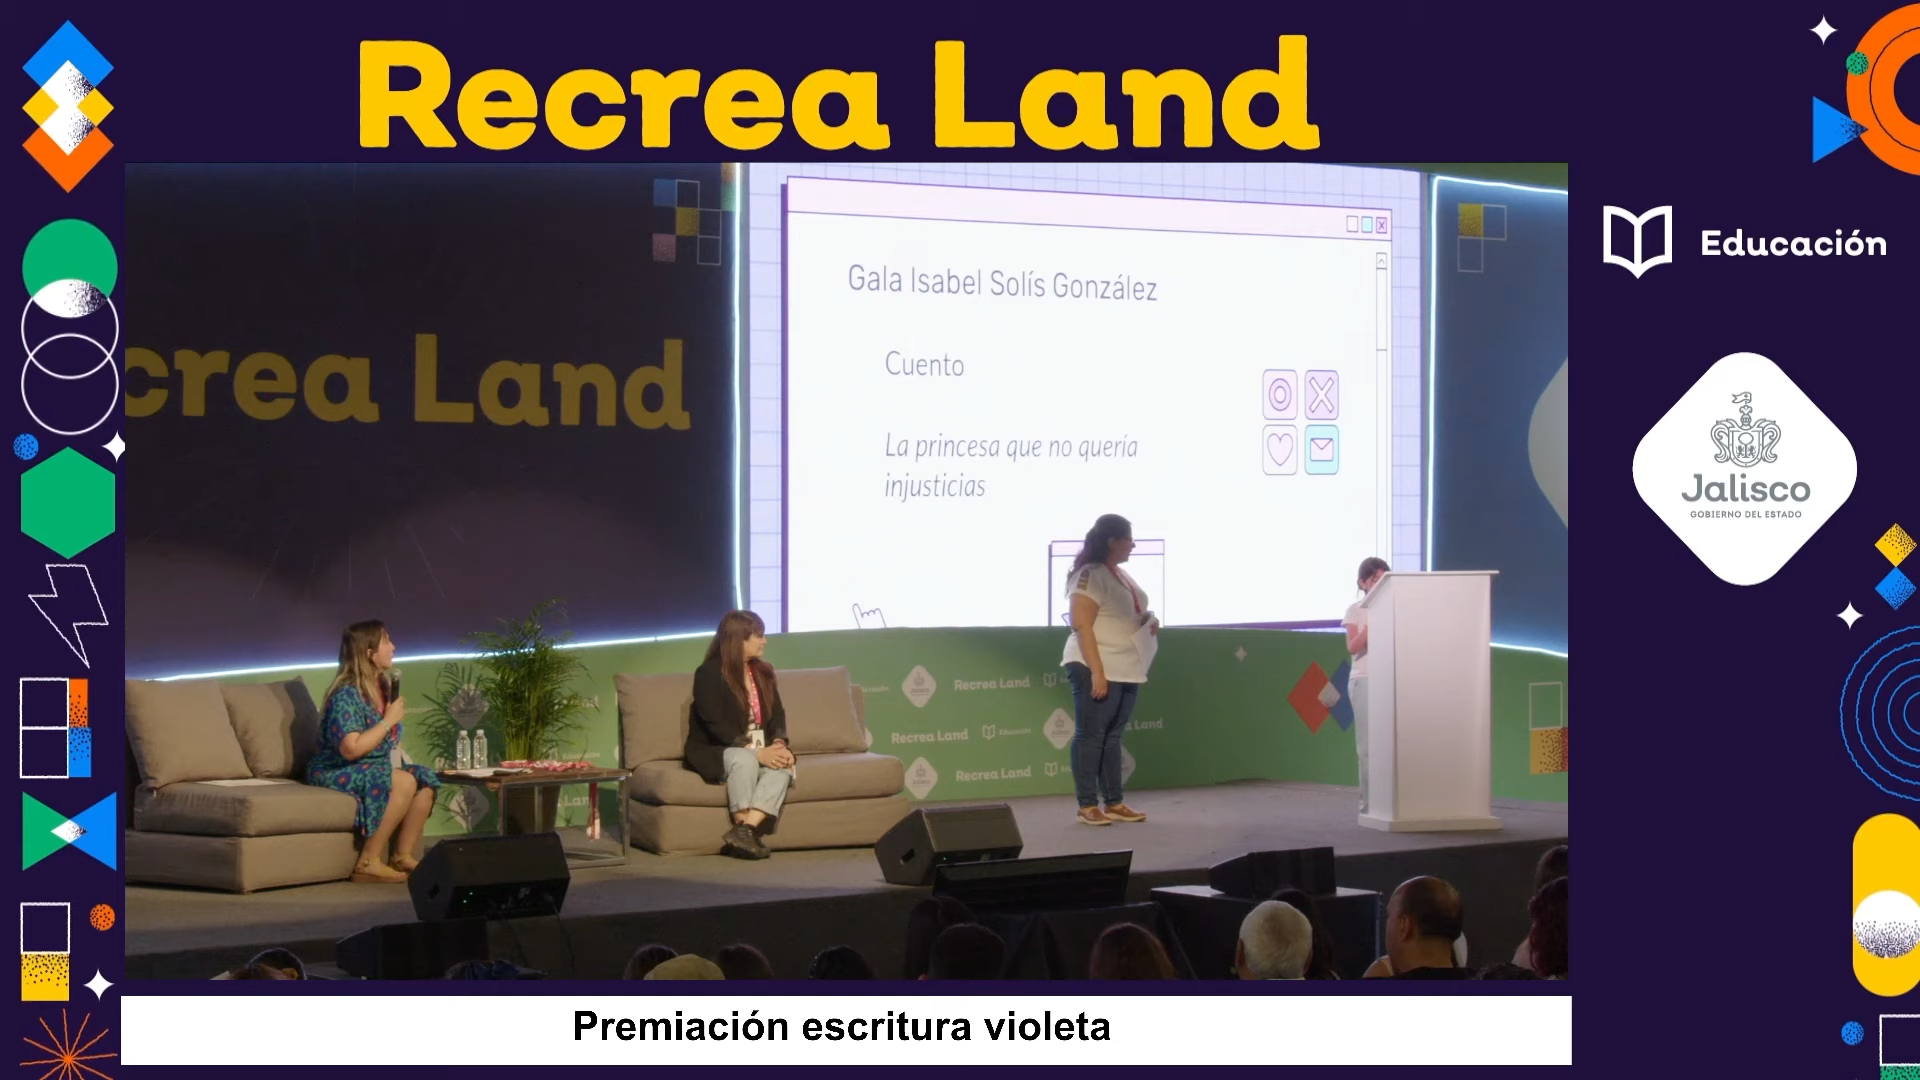 Recrea Land
Educación
Jalisco
GOBIERNO DEL ESTADO
crea Land
Gala Isabel Solís González
Cuento
La princesa que no quería
injusticias
Recrea Land
Recrea Land
Recrea Land
Premiación escritura violeta